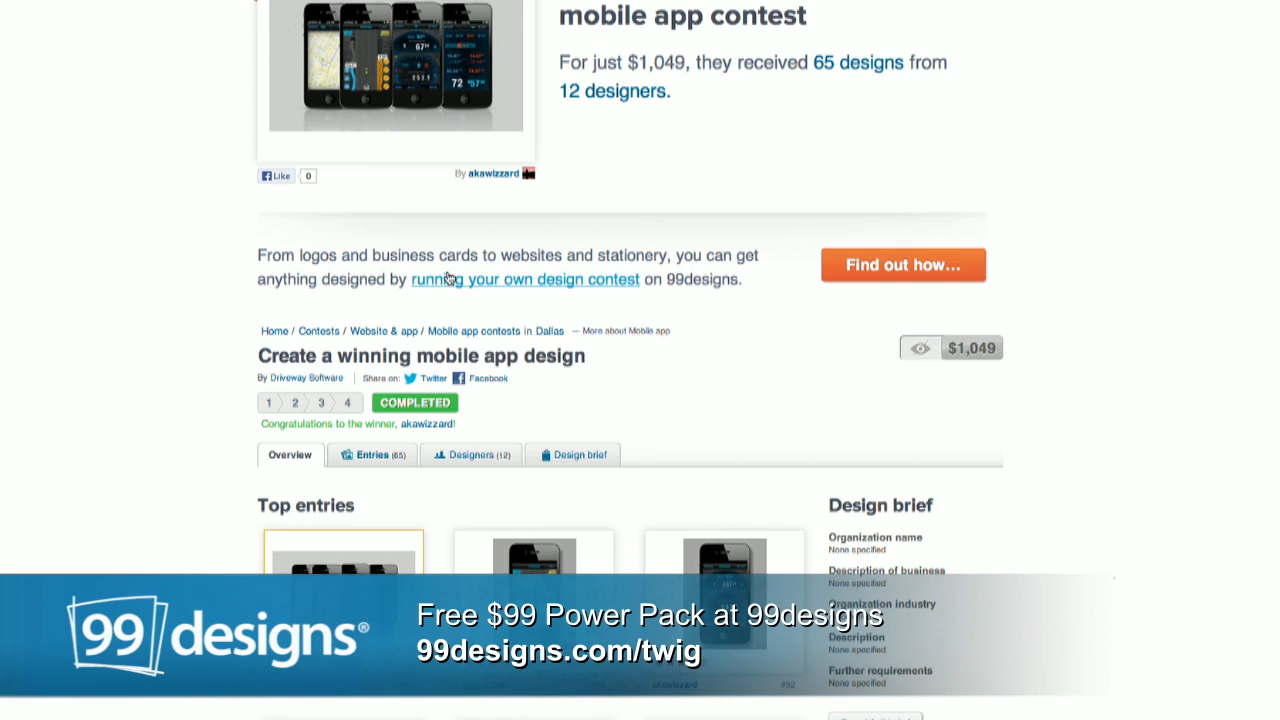 mobile app contest
For just $1,049, they received 65 designs from
12 designers.
Like 0
By akawizzard
From logos and business cards to websites and stationery, you can get
anything designed by running your own design contest on 99designs.
Find out how...
Home / Contests / Website & app / Mobile app contests in Dallas — More about Mobile app
$1,049
Create a winning mobile app design
By Driveway Software Share on: Twitter Facebook
1 2 3 4 COMPLETED
Congratulations to the winner, akawizzard!
Overview Entries (65) Designers (12) Design brief
Top entries
Design brief
Organization name
None specified
Description of business
None specified
Organization industry
None specified
Description
None specified
Further requirements
None specified
akawizzard #52
99designs®
Free $99 Power Pack at 99designs
99designs.com/twig